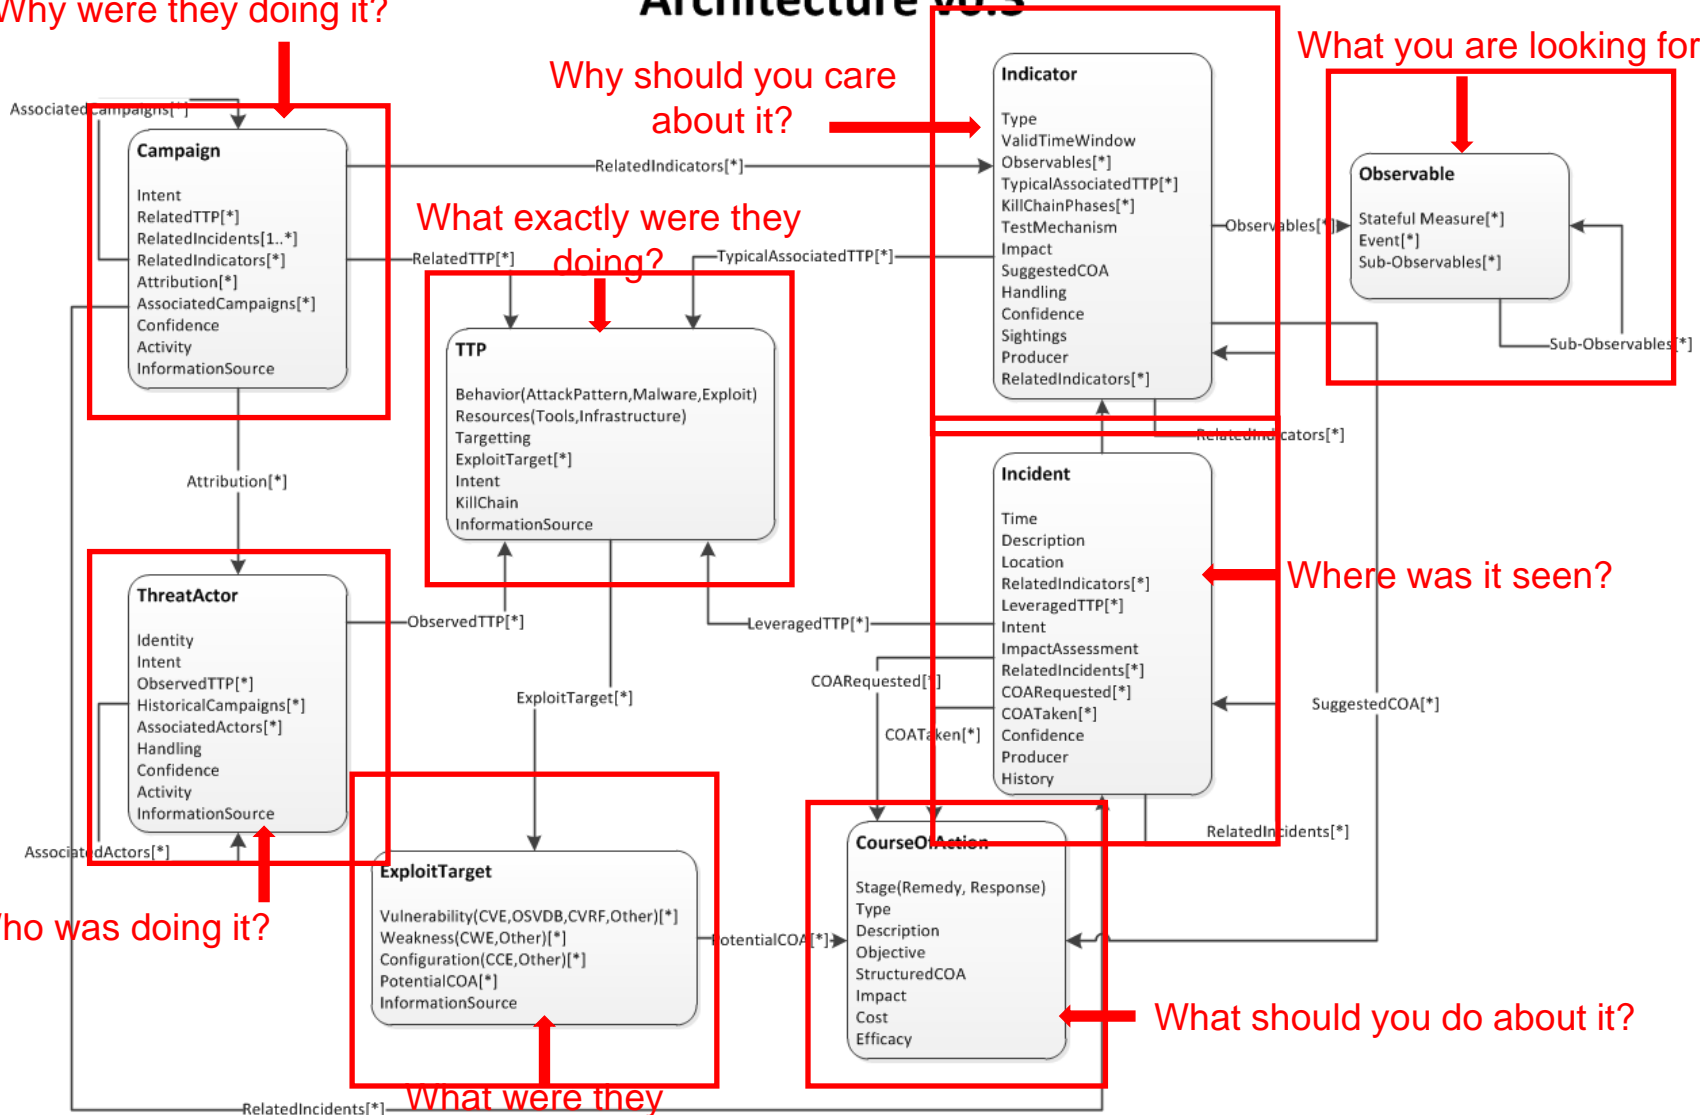 Why were they doing it?
Architecture v0.3
What you are looking for
Why should you care
about it?
AssociatedCampaigns[*]
Campaign
Intent
RelatedTTP[*]
RelatedIncidents[1..*]
RelatedIndicators[*]
Attribution[*]
AssociatedCampaigns[*]
Confidence
Activity
InformationSource
RelatedIndicators[*]
Indicator
Type
ValidTimeWindow
Observables[*]
TypicalAssociatedTTP[*]
KillChainPhases[*]
TestMechanism
Impact
SuggestedCOA
Handling
Confidence
Sightings
Producer
RelatedIndicators[*]
Observables[*]
Observable
Stateful Measure[*]
Event[*]
Sub-Observables[*]
Sub-Observables[*]
What exactly were they
doing?
RelatedTTP[*]
TypicalAssociatedTTP[*]
TTP
Behavior(AttackPattern,Malware,Exploit)
Resources(Tools,Infrastructure)
Targetting
ExploitTarget[*]
Intent
KillChain
InformationSource
RelatedIndicators[*]
Attribution[*]
Incident
Time
Description
Location
RelatedIndicators[*]
LeveragedTTP[*]
Intent
ImpactAssessment
RelatedIncidents[*]
COARequested[*]
COATaken[*]
Confidence
Producer
History
Where was it seen?
ThreatActor
Identity
Intent
ObservedTTP[*]
HistoricalCampaigns[*]
AssociatedActors[*]
Handling
Confidence
Activity
InformationSource
ObservedTTP[*]
LeveragedTTP[*]
COARequested[*]
ExploitTarget[*]
COATaken[*]
SuggestedCOA[*]
RelatedIncidents[*]
AssociatedActors[*]
Who was doing it?
ExploitTarget
Vulnerability(CVE,OSVDB,CVRF,Other)[*]
Weakness(CWE,Other)[*]
Configuration(CCE,Other)[*]
PotentialCOA[*]
InformationSource
PotentialCOA[*]
CourseOfAction
Stage(Remedy, Response)
Type
Description
Objective
StructuredCOA
Impact
Cost
Efficacy
What should you do about it?
What were they
RelatedIncidents[*]